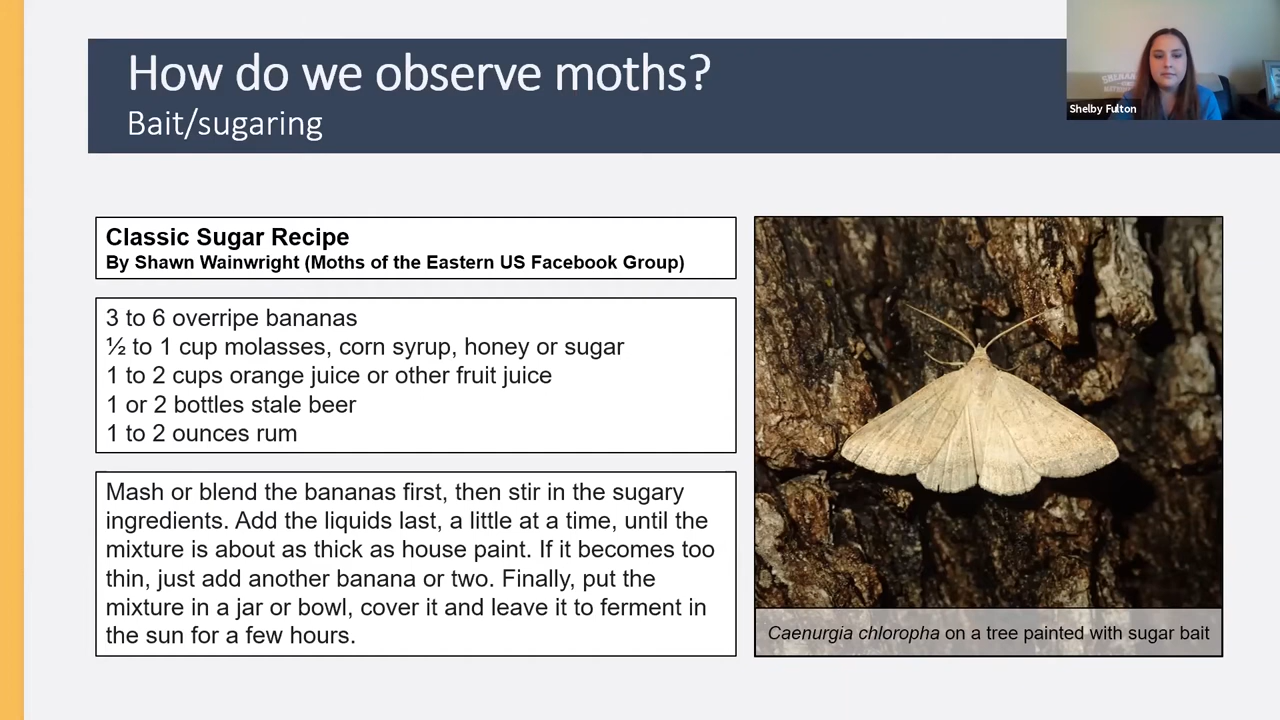 How do we observe moths?
Bait/sugaring
Shelby Fulton
Classic Sugar Recipe
By Shawn Wainwright (Moths of the Eastern US Facebook Group)
3 to 6 overripe bananas
½ to 1 cup molasses, corn syrup, honey or sugar
1 to 2 cups orange juice or other fruit juice
1 or 2 bottles stale beer
1 to 2 ounces rum
Mash or blend the bananas first, then stir in the sugary
ingredients. Add the liquids last, a little at a time, until the
mixture is about as thick as house paint. If it becomes too
thin, just add another banana or two. Finally, put the
mixture in a jar or bowl, cover it and leave it to ferment in
the sun for a few hours.
Caenurgia chloropha on a tree painted with sugar bait